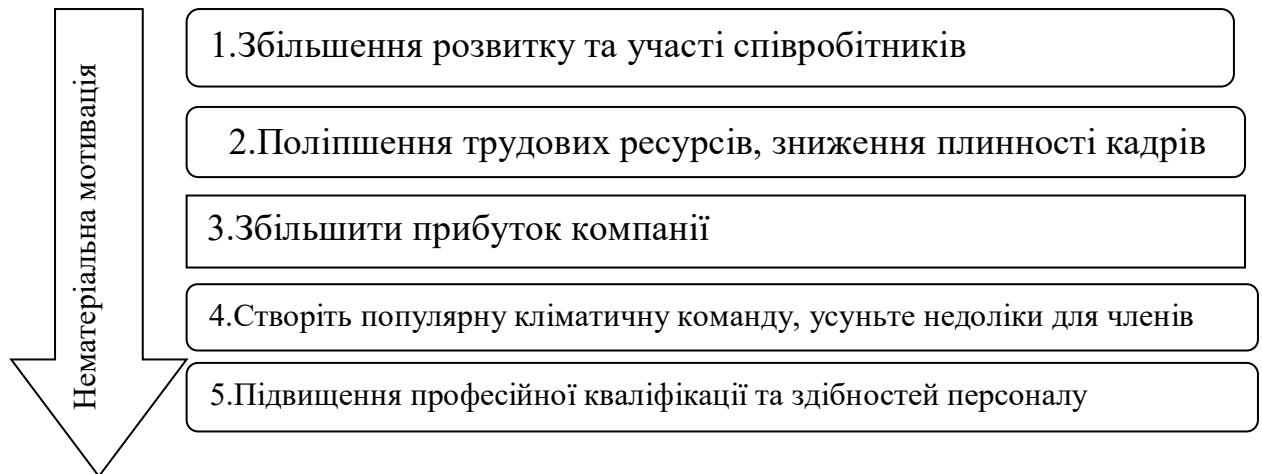 Нематеріальна мотивація
1.Збільшення розвитку та участі співробітників
2.Поліпшення трудових ресурсів, зниження плинності кадрів
3.Збільшити прибуток компанії
4.Створіть популярну кліматичну команду, усуньте недоліки для членів
5.Підвищення професійної кваліфікації та здібностей персоналу